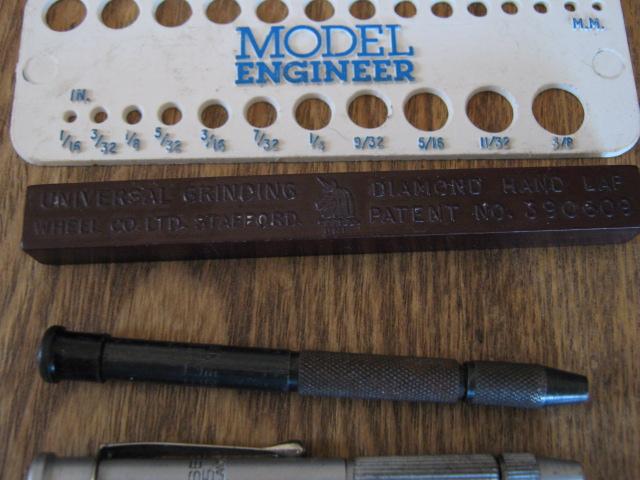 M.M.
MODEL
ENGINEER
IN.
1/16 3/32 1/8 5/32 3/16 7/32 1/4 9/32 5/16 11/32 3/8
UNIVERSAL GRINDING
WHEEL CO. LTD. STAFFORD.
DIAMOND HAND LAP
PATENT NO. 390609